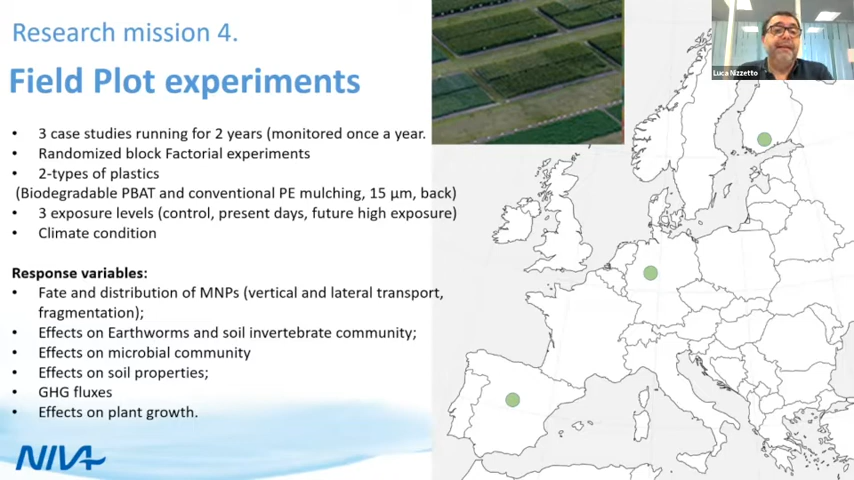 Research mission 4.
Field Plot experiments
• 3 case studies running for 2 years (monitored once a year.
• Randomized block Factorial experiments
• 2-types of plastics
(Biodegradable PBAT and conventional PE mulching, 15 µm, back)
• 3 exposure levels (control, present days, future high exposure)
• Climate condition
Response variables:
• Fate and distribution of MNPs (vertical and lateral transport,
fragmentation);
• Effects on Earthworms and soil invertebrate community;
• Effects on microbial community
• Effects on soil properties;
• GHG fluxes
• Effects on plant growth.
NIVA
Luca Nizzetto